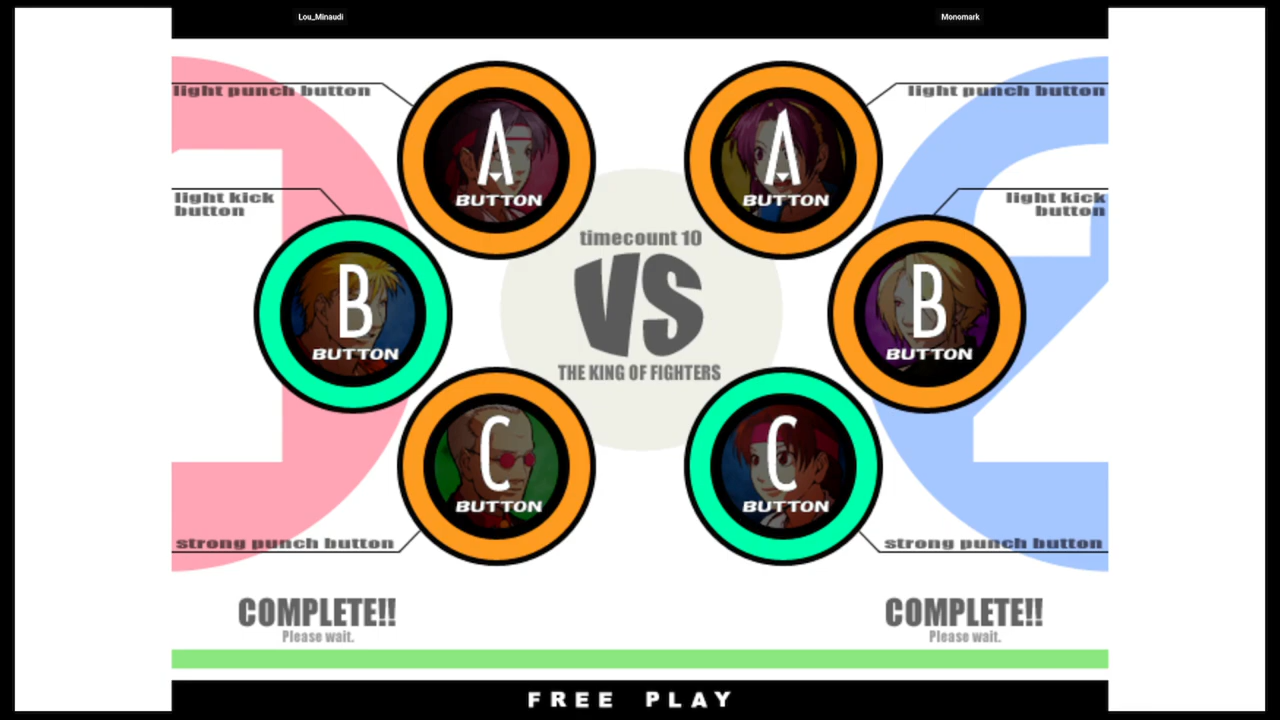 Lou_Minaudi
Monomark
light punch button
light punch button
A
BUTTON
A
BUTTON
light kick
button
light kick
button
timecount 10
VS
THE KING OF FIGHTERS
B
BUTTON
B
BUTTON
C
BUTTON
C
BUTTON
strong punch button
strong punch button
COMPLETE!!
Please wait.
COMPLETE!!
Please wait.
FREE PLAY